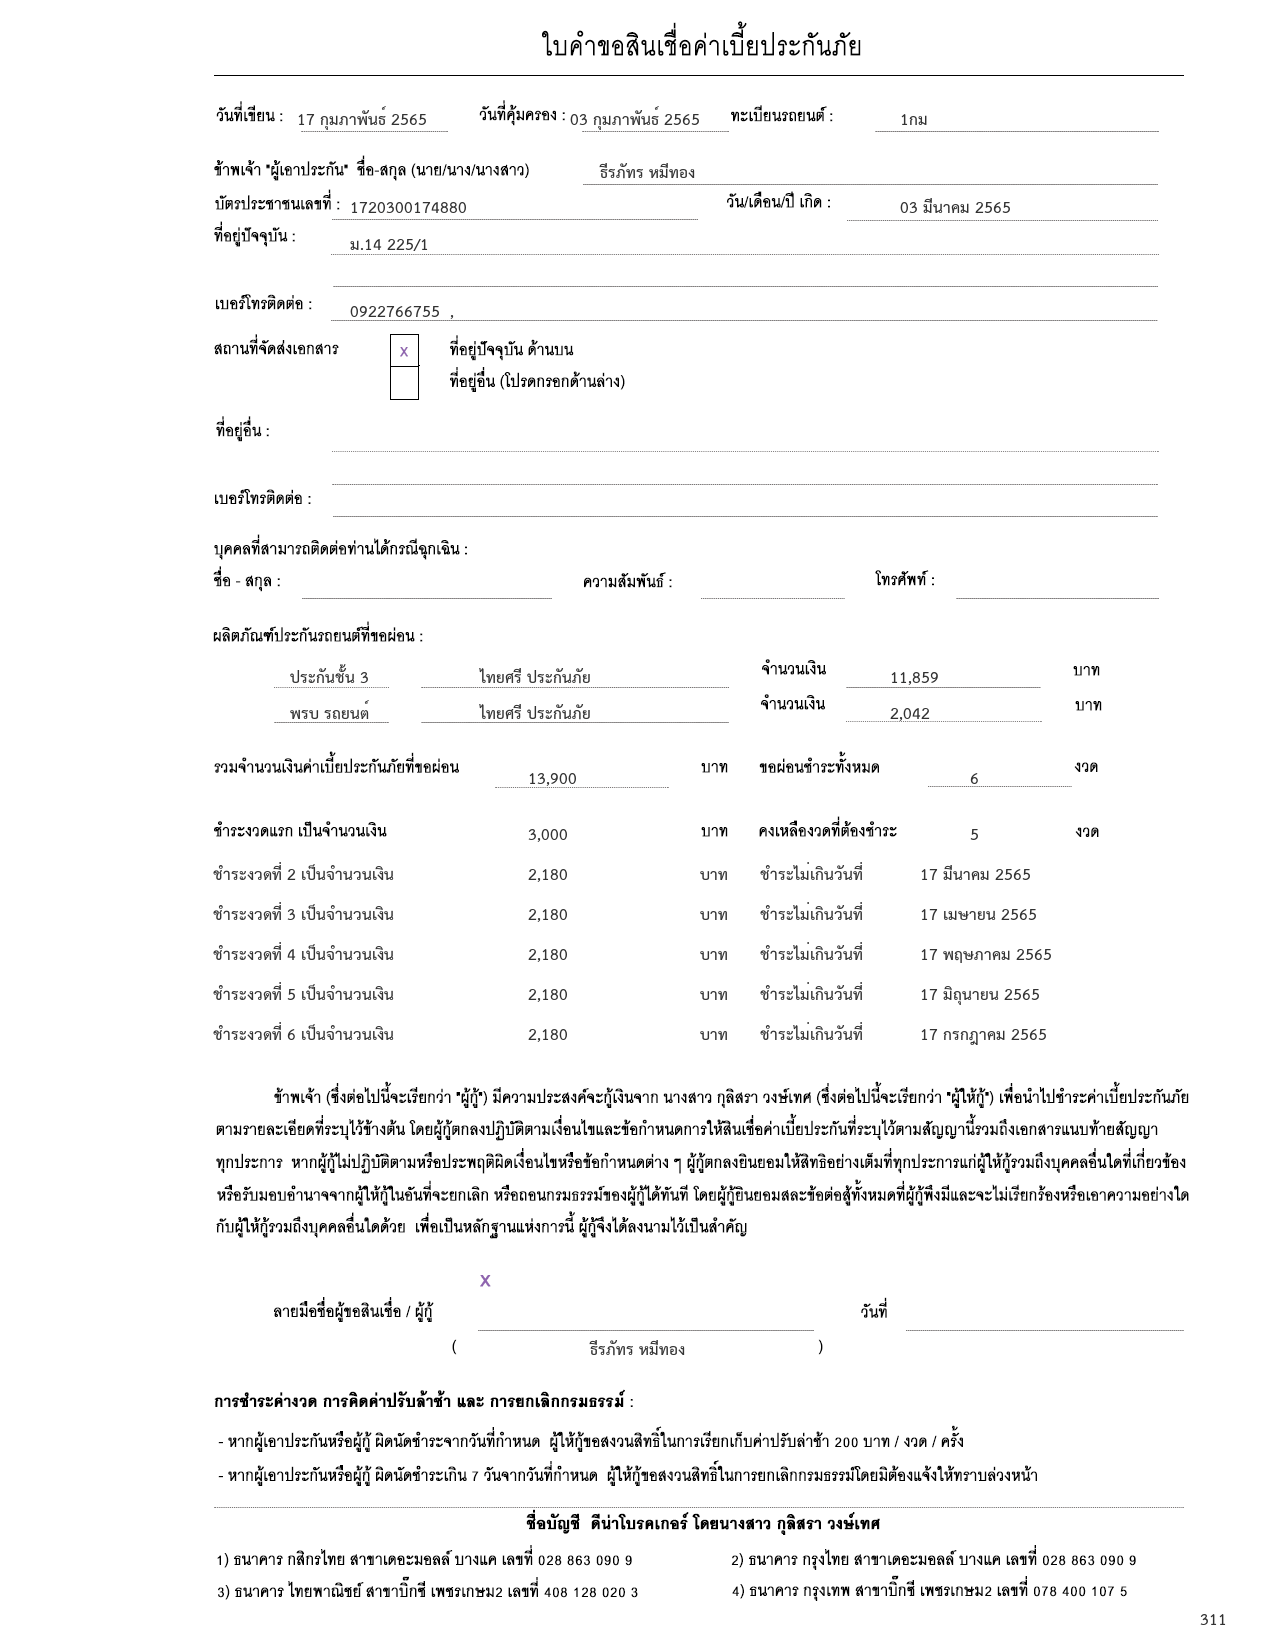 ใบคำขอสินเชื่อค่าเบี้ยประกันภัย
วันที่เขียน : 17 กุมภาพันธ์ 2565 วันที่คุ้มครอง : 03 กุมภาพันธ์ 2565 ทะเบียนรถยนต์ : 1กม
ข้าพเจ้า "ผู้เอาประกัน" ชื่อ-สกุล (นาย/นาง/นางสาว) ธีรภัทร หมีทอง
บัตรประชาชนเลขที่ : 1720300174880 วัน/เดือน/ปี เกิด : 03 มีนาคม 2565
ที่อยู่ปัจจุบัน : ม.14 225/1
เบอร์โทรติดต่อ : 0922766755 ,
สถานที่จัดส่งเอกสาร x ที่อยู่ปัจจุบัน ด้านบน
ที่อยู่อื่น (โปรดกรอกด้านล่าง)
ที่อยู่อื่น :
เบอร์โทรติดต่อ :
บุคคลที่สามารถติดต่อท่านได้กรณีฉุกเฉิน :
ชื่อ - สกุล : ความสัมพันธ์ : โทรศัพท์ :
ผลิตภัณฑ์ประกันรถยนต์ที่ขอผ่อน :
ประกันชั้น 3 ไทยศรี ประกันภัย จำนวนเงิน 11,859 บาท
พรบ รถยนต์ ไทยศรี ประกันภัย จำนวนเงิน 2,042 บาท
รวมจำนวนเงินค่าเบี้ยประกันภัยที่ขอผ่อน 13,900 บาท ขอผ่อนชำระทั้งหมด 6 งวด
ชำระงวดแรก เป็นจำนวนเงิน 3,000 บาท คงเหลืองวดที่ต้องชำระ 5 งวด
ชำระงวดที่ 2 เป็นจำนวนเงิน 2,180 บาท ชำระไม่เกินวันที่ 17 มีนาคม 2565
ชำระงวดที่ 3 เป็นจำนวนเงิน 2,180 บาท ชำระไม่เกินวันที่ 17 เมษายน 2565
ชำระงวดที่ 4 เป็นจำนวนเงิน 2,180 บาท ชำระไม่เกินวันที่ 17 พฤษภาคม 2565
ชำระงวดที่ 5 เป็นจำนวนเงิน 2,180 บาท ชำระไม่เกินวันที่ 17 มิถุนายน 2565
ชำระงวดที่ 6 เป็นจำนวนเงิน 2,180 บาท ชำระไม่เกินวันที่ 17 กรกฎาคม 2565
ข้าพเจ้า (ซึ่งต่อไปนี้จะเรียกว่า "ผู้กู้") มีความประสงค์จะกู้เงินจาก นางสาว กุลิสรา วงษ์เทศ (ซึ่งต่อไปนี้จะเรียกว่า "ผู้ให้กู้") เพื่อนำไปชำระค่าเบี้ยประกันภัย
ตามรายละเอียดที่ระบุไว้ข้างต้น โดยผู้กู้ตกลงปฏิบัติตามเงื่อนไขและข้อกำหนดการให้สินเชื่อค่าเบี้ยประกันที่ระบุไว้ตามสัญญานี้รวมถึงเอกสารแนบท้ายสัญญา
ทุกประการ หากผู้กู้ไม่ปฏิบัติตามหรือประพฤติผิดเงื่อนไขหรือข้อกำหนดต่าง ๆ ผู้กู้ตกลงยินยอมให้สิทธิอย่างเต็มที่ทุกประการแก่ผู้ให้กู้รวมถึงบุคคลอื่นใดที่เกี่ยวข้อง
หรือรับมอบอำนาจจากผู้ให้กู้ในอันที่จะยกเลิก หรือถอนกรมธรรม์ของผู้กู้ได้ทันที โดยผู้กู้ยินยอมสละข้อต่อสู้ทั้งหมดที่ผู้กู้พึงมีและจะไม่เรียกร้องหรือเอาความอย่างใด
กับผู้ให้กู้รวมถึงบุคคลอื่นใดด้วย เพื่อเป็นหลักฐานแห่งการนี้ ผู้กู้จึงได้ลงนามไว้เป็นสำคัญ
x
ลายมือชื่อผู้ขอสินเชื่อ / ผู้กู้ วันที่
( ธีรภัทร หมีทอง )
การชำระค่างวด การคิดค่าปรับล้าช้า และ การยกเลิกกรมธรรม์ :
- หากผู้เอาประกันหรือผู้กู้ ผิดนัดชำระจากวันที่กำหนด ผู้ให้กู้ขอสงวนสิทธิ์ในการเรียกเก็บค่าปรับล่าช้า 200 บาท / งวด / ครั้ง
- หากผู้เอาประกันหรือผู้กู้ ผิดนัดชำระเกิน 7 วันจากวันที่กำหนด ผู้ให้กู้ขอสงวนสิทธิ์ในการยกเลิกกรมธรรม์โดยมิต้องแจ้งให้ทราบล่วงหน้า
ชื่อบัญชี ดีน่าโบรคเกอร์ โดยนางสาว กุลิสรา วงษ์เทศ
1) ธนาคาร กสิกรไทย สาขาเดอะมอลล์ บางแค เลขที่ 028 863 090 9 2) ธนาคาร กรุงไทย สาขาเดอะมอลล์ บางแค เลขที่ 028 863 090 9
3) ธนาคาร ไทยพาณิชย์ สาขาบิ๊กซี เพชรเกษม2 เลขที่ 408 128 020 3 4) ธนาคาร กรุงเทพ สาขาบิ๊กซี เพชรเกษม2 เลขที่ 078 400 107 5
311